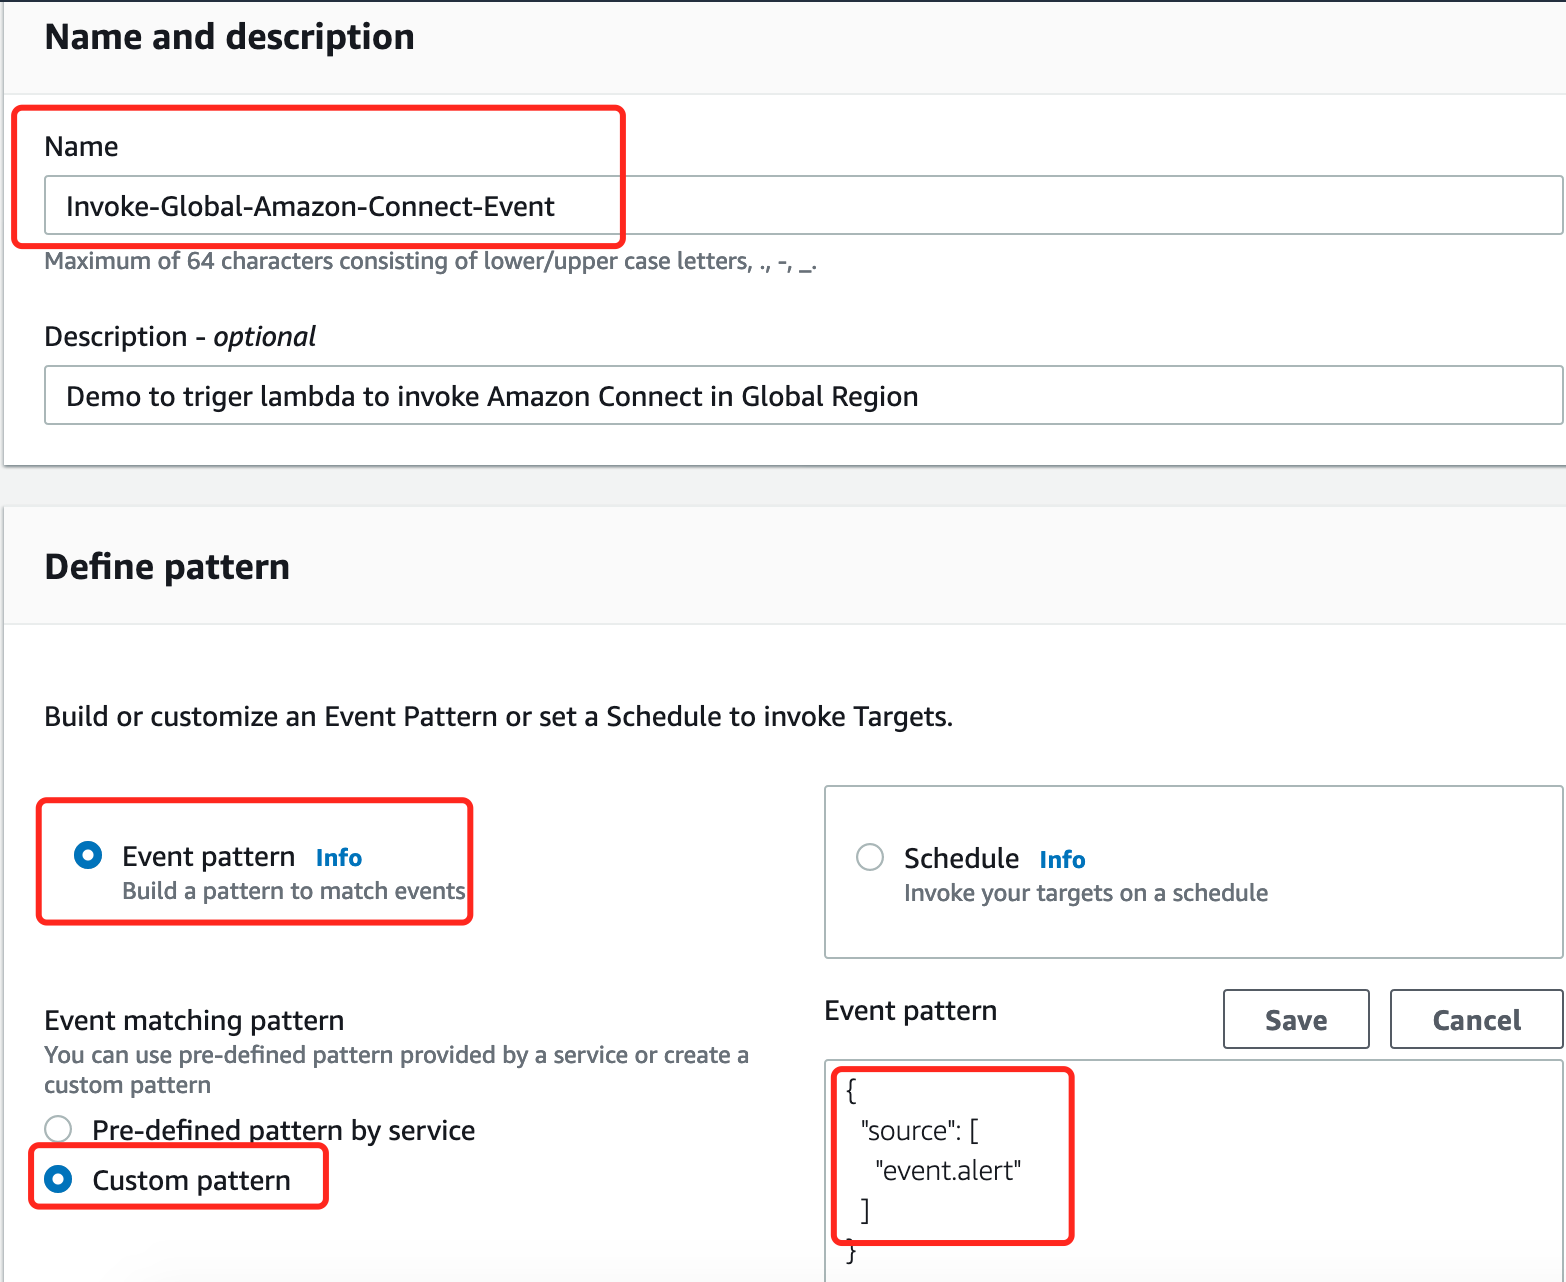 Name and description
Name
Invoke-Global-Amazon-Connect-Event
Maximum of 64 characters consisting of lower/upper case letters, ., -, _.
Description - optional
Demo to triger lambda to invoke Amazon Connect in Global Region
Define pattern
Build or customize an Event Pattern or set a Schedule to invoke Targets.
Event pattern Info
Build a pattern to match events
Schedule Info
Invoke your targets on a schedule
Event matching pattern
You can use pre-defined pattern provided by a service or create a
custom pattern
Pre-defined pattern by service
Custom pattern
Event pattern
Save
Cancel
{
"source": [
"event.alert"
]
}